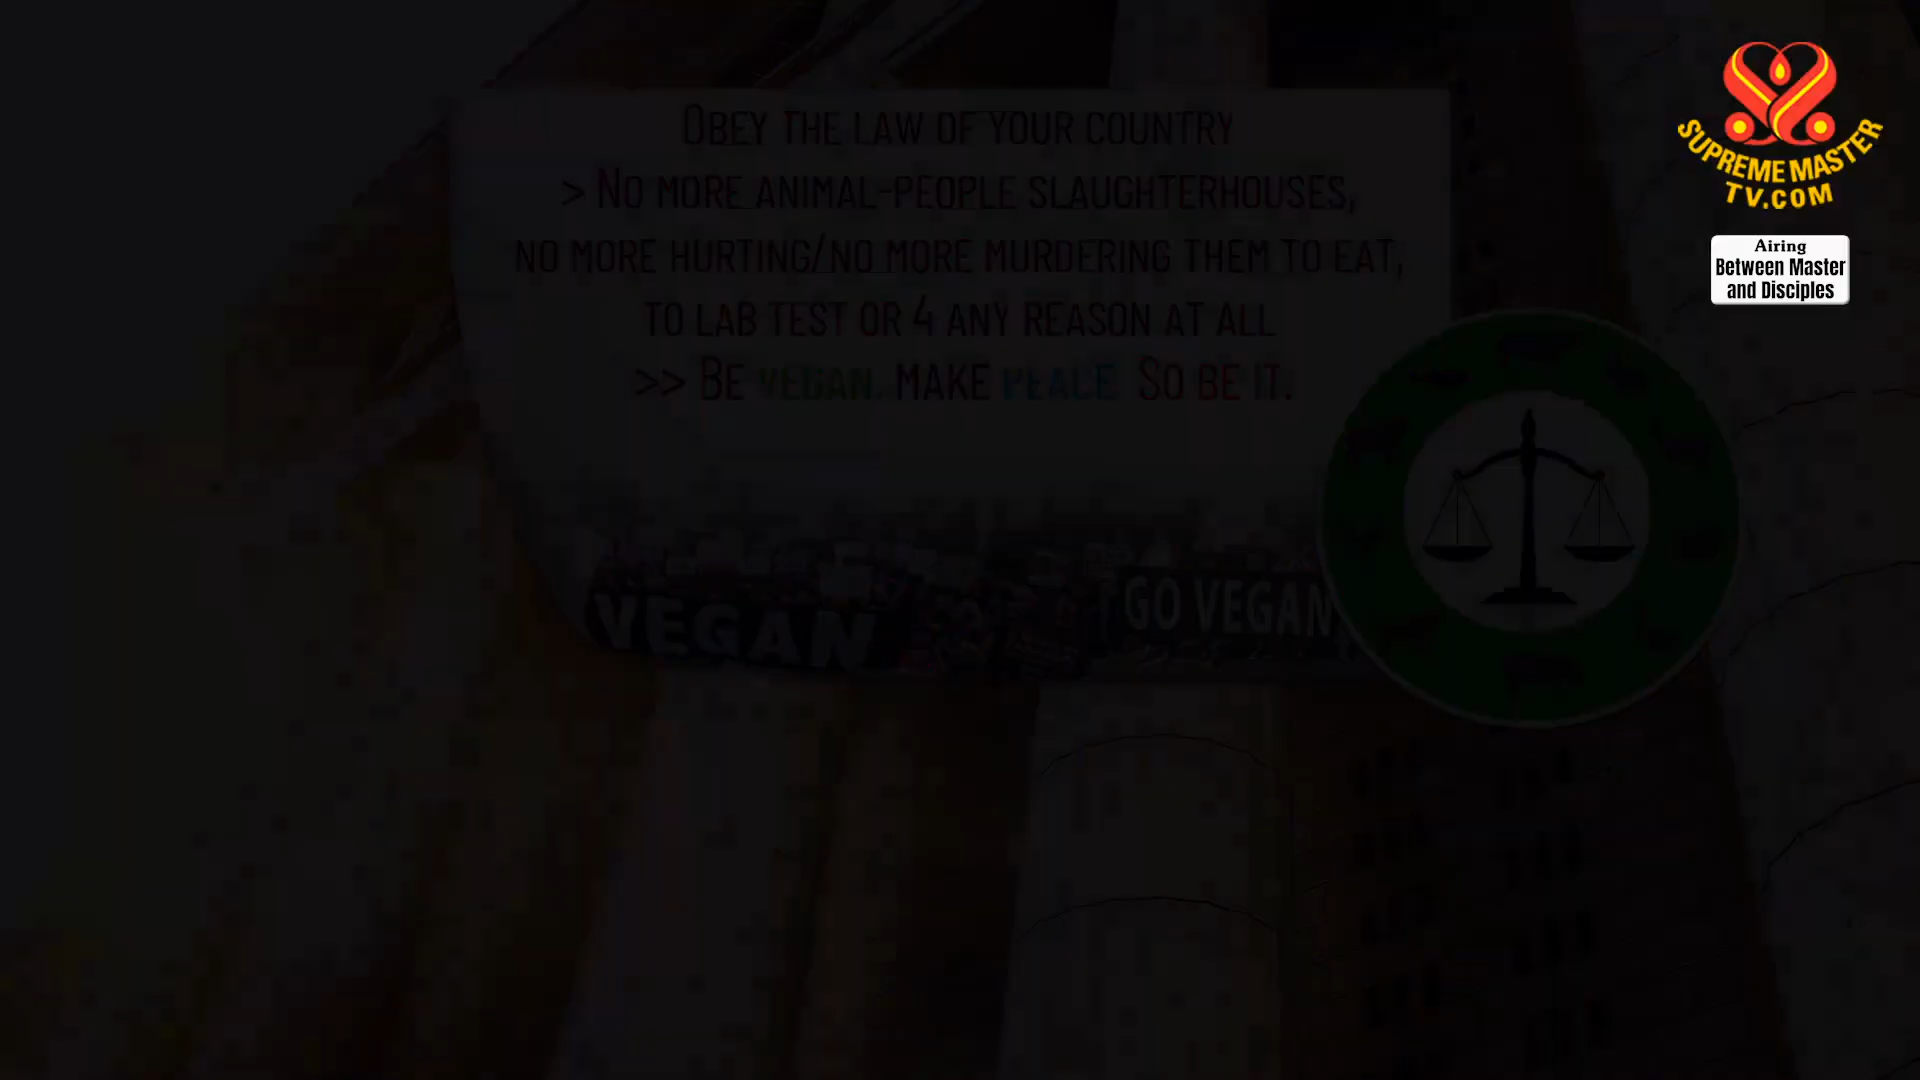 OBEY THE LAW OF YOUR COUNTRY
> NO MORE ANIMAL-PEOPLE SLAUGHTERHOUSES,
NO MORE HURTING/NO MORE MURDERING THEM TO EAT,
TO LAB TEST OR 4 ANY REASON AT ALL
>> BE VEGAN. MAKE PEACE SO BE IT.
VEGAN
GO VEGAN
SUPREME MASTER
TV.COM
Airing
Between Master
and Disciples